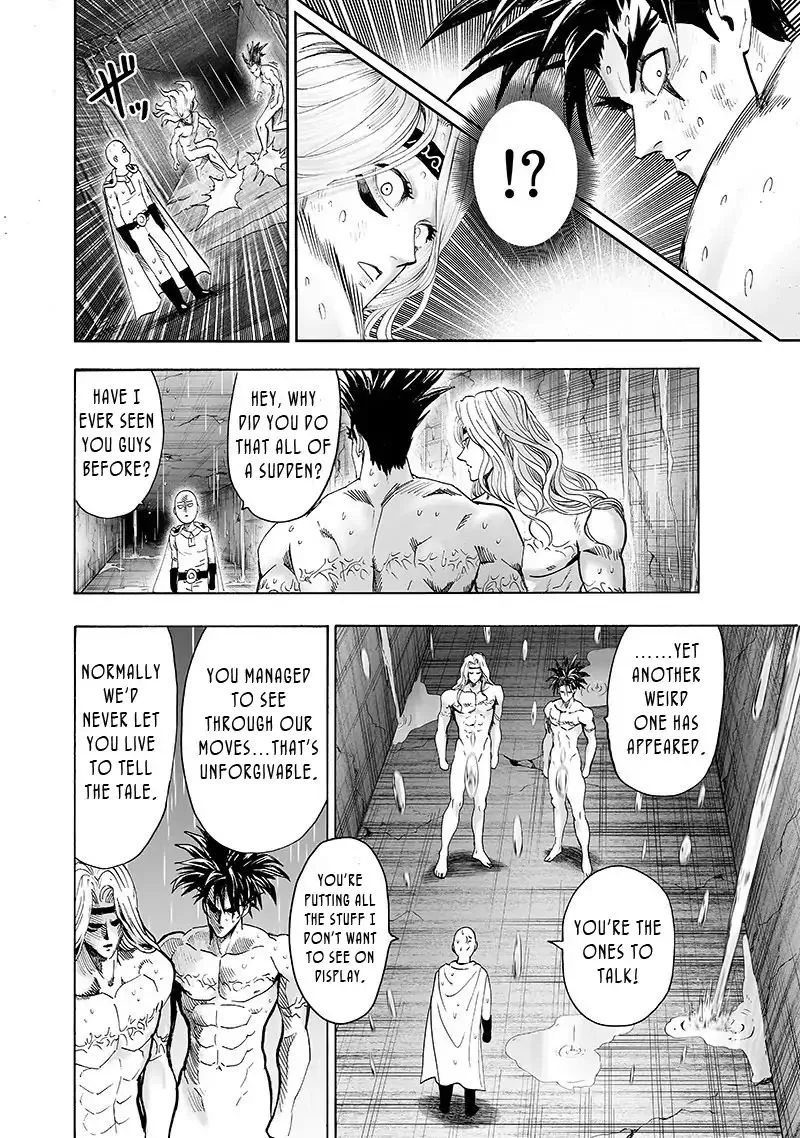 !?
ザッ
HEY, WHY
DID YOU DO
THAT ALL OF
A SUDDEN?
HAVE I
EVER SEEN
YOU GUYS
BEFORE?
......YET
ANOTHER
WEIRD
ONE HAS
APPEARED.
YOU'RE THE
ONES TO
TALK!
YOU MANAGED
TO SEE
THROUGH OUR
MOVES...THAT'S
UNFORGIVABLE.
NORMALLY
WE'D
NEVER LET
YOU LIVE
TO TELL
THE TALE.
YOU'RE
PUTTING ALL
THE STUFF I
DON'T WANT
TO SEE ON
DISPLAY.